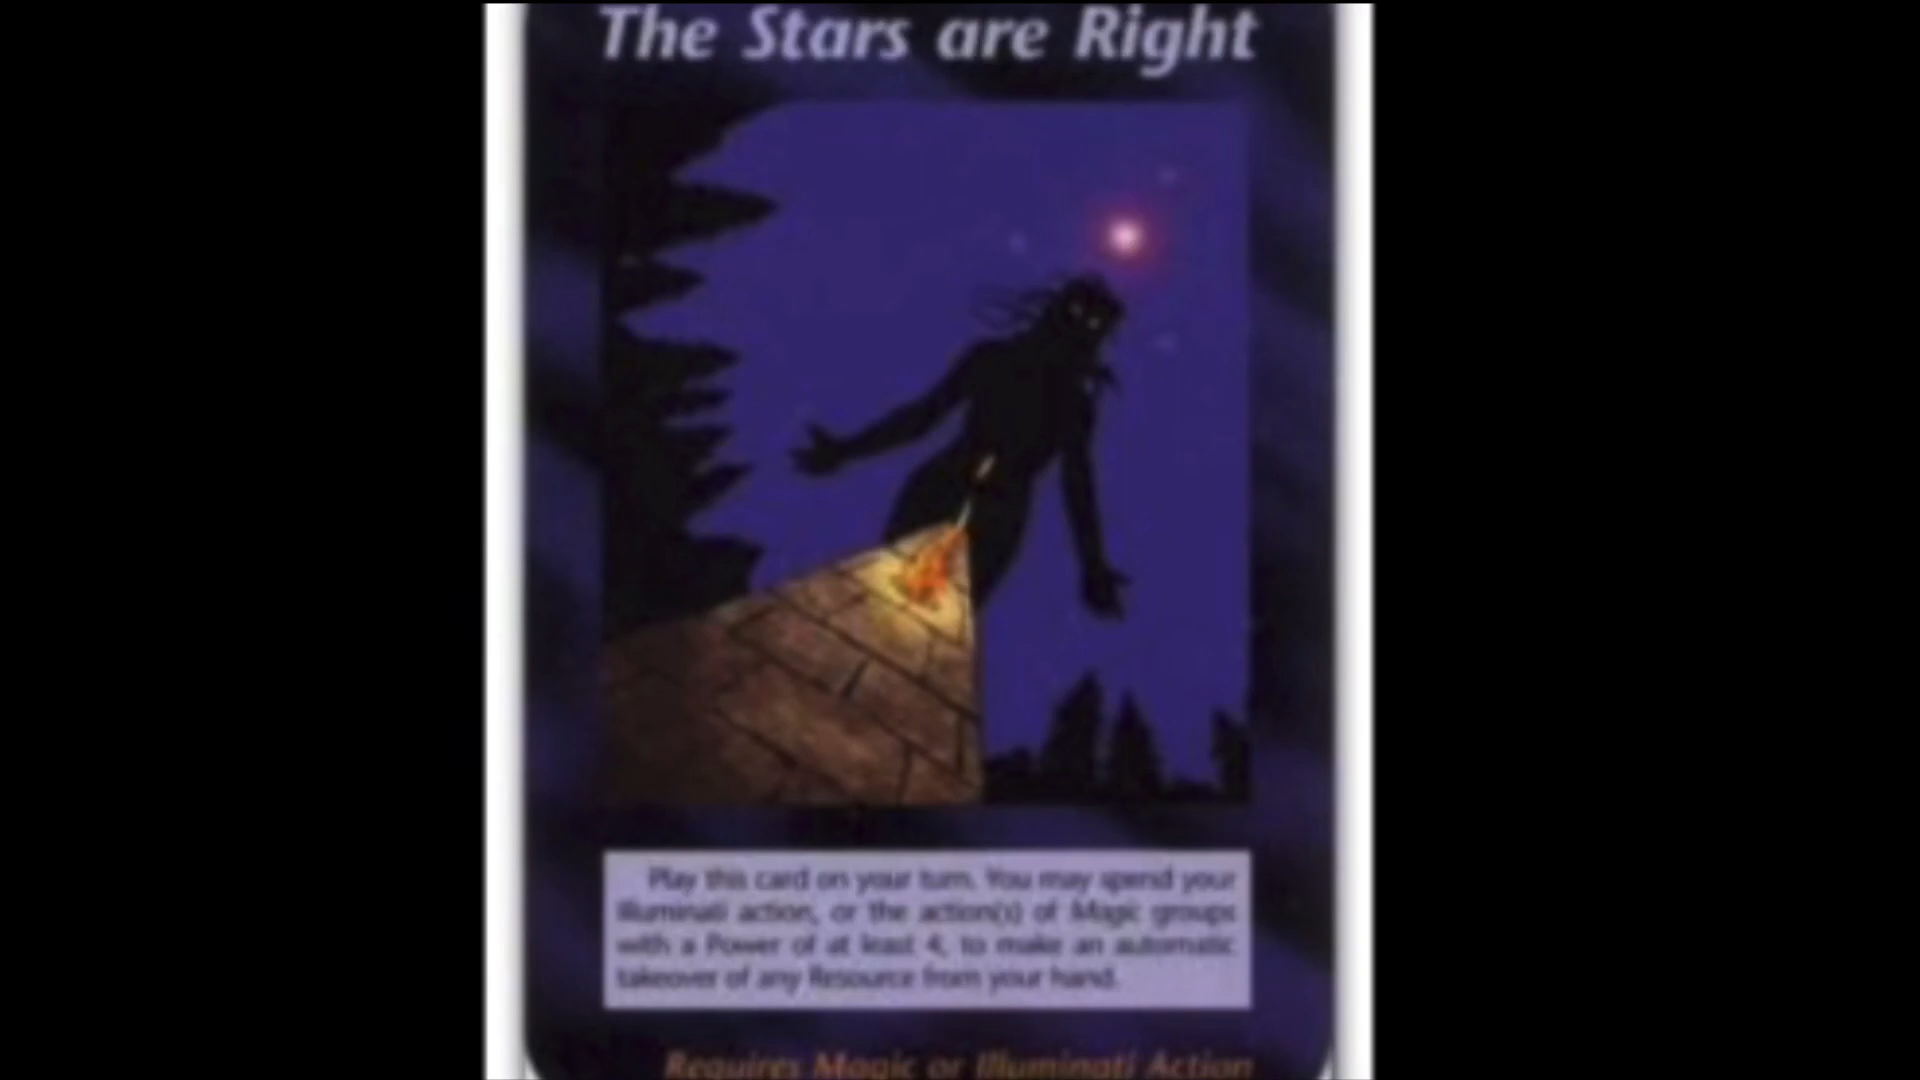 The Stars are Right
Play this card on your turn. You may spend your
Illuminati action, or the action(s) of Magic groups
with a Power of at least 4, to make an automatic
takeover of any Resource from your hand.
Requires Magic or Illuminati Action